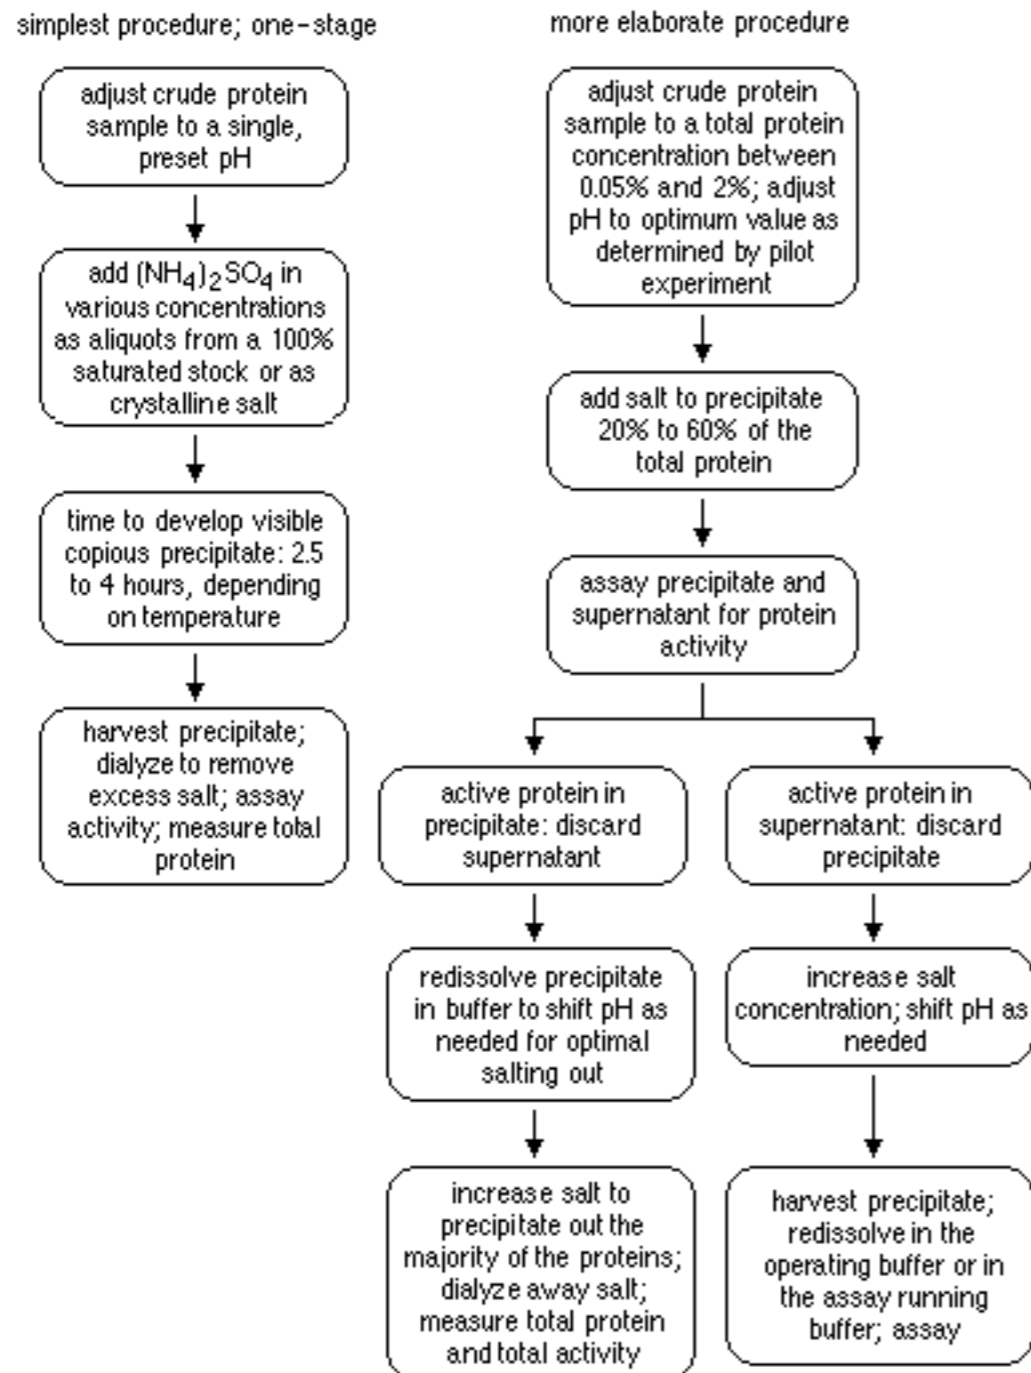 simplest procedure; one-stage
adjust crude protein
sample to a single,
preset pH
add (NH4)2SO4 in
various concentrations
as aliquots from a 100%
saturated stock or as
crystalline salt
time to develop visible
copious precipitate: 2.5
to 4 hours, depending
on temperature
harvest precipitate;
dialyze to remove
excess salt; assay
activity; measure total
protein
more elaborate procedure
adjust crude protein
sample to a total protein
concentration between
0.05% and 2%; adjust
pH to optimum value as
determined by pilot
experiment
add salt to precipitate
20% to 60% of the
total protein
assay precipitate and
supernatant for protein
activity
active protein in
precipitate: discard
supernatant
redissolve precipitate
in buffer to shift pH as
needed for optimal
salting out
increase salt to
precipitate out the
majority of the proteins;
dialyze away salt;
measure total protein
and total activity
active protein in
supernatant: discard
precipitate
increase salt
concentration; shift pH as
needed
harvest precipitate;
redissolve in the
operating buffer or in
the assay running
buffer; assay